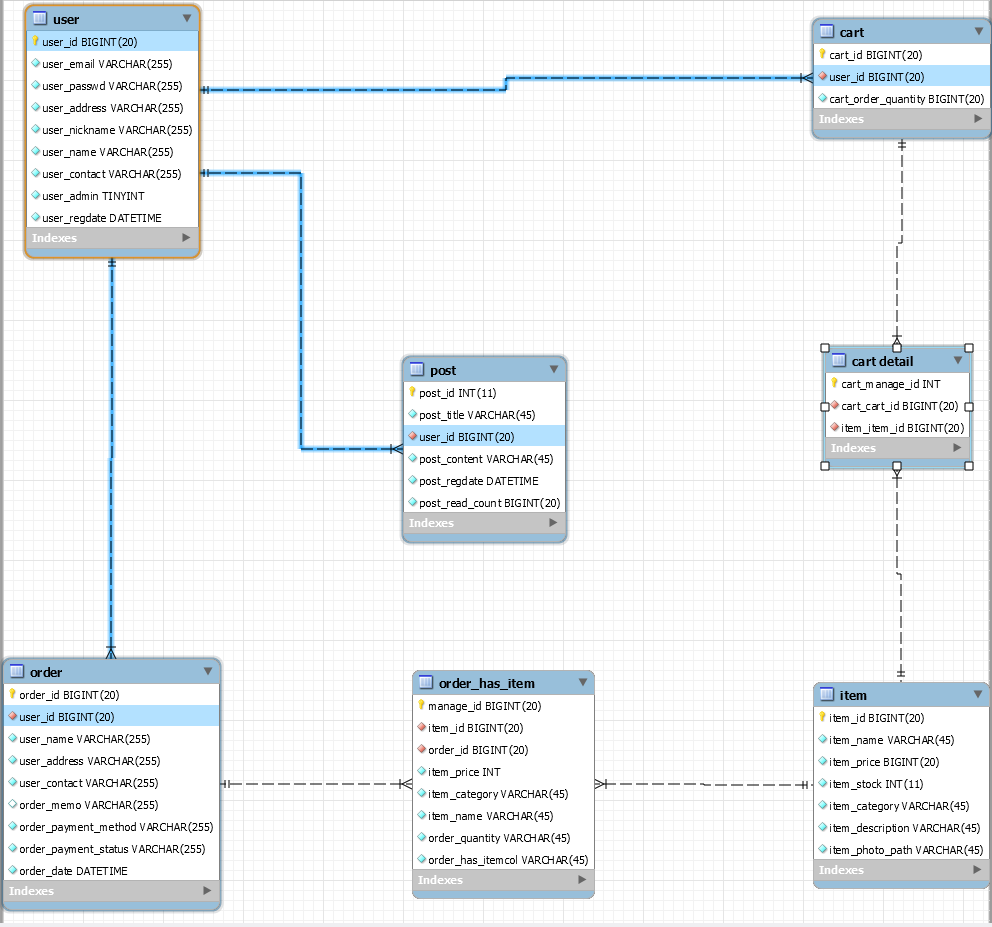 user
user_id BIGINT(20)
user_email VARCHAR(255)
user_passwd VARCHAR(255)
user_address VARCHAR(255)
user_nickname VARCHAR(255)
user_name VARCHAR(255)
user_contact VARCHAR(255)
user_admin TINYINT
user_regdate DATETIME
Indexes
cart
cart_id BIGINT(20)
user_id BIGINT(20)
cart_order_quantity BIGINT(20)
Indexes
post
post_id INT(11)
post_title VARCHAR(45)
user_id BIGINT(20)
post_content VARCHAR(45)
post_regdate DATETIME
post_read_count BIGINT(20)
Indexes
cart detail
cart_manage_id INT
cart_cart_id BIGINT(20)
item_item_id BIGINT(20)
Indexes
order
order_id BIGINT(20)
user_id BIGINT(20)
user_name VARCHAR(255)
user_address VARCHAR(255)
user_contact VARCHAR(255)
order_memo VARCHAR(255)
order_payment_method VARCHAR(255)
order_payment_status VARCHAR(255)
order_date DATETIME
Indexes
order_has_item
manage_id BIGINT(20)
item_id BIGINT(20)
order_id BIGINT(20)
item_price INT
item_category VARCHAR(45)
item_name VARCHAR(45)
order_quantity VARCHAR(45)
order_has_itemcol VARCHAR(45)
Indexes
item
item_id BIGINT(20)
item_name VARCHAR(45)
item_price BIGINT(20)
item_stock INT(11)
item_category VARCHAR(45)
item_description VARCHAR(45)
item_photo_path VARCHAR(45)
Indexes